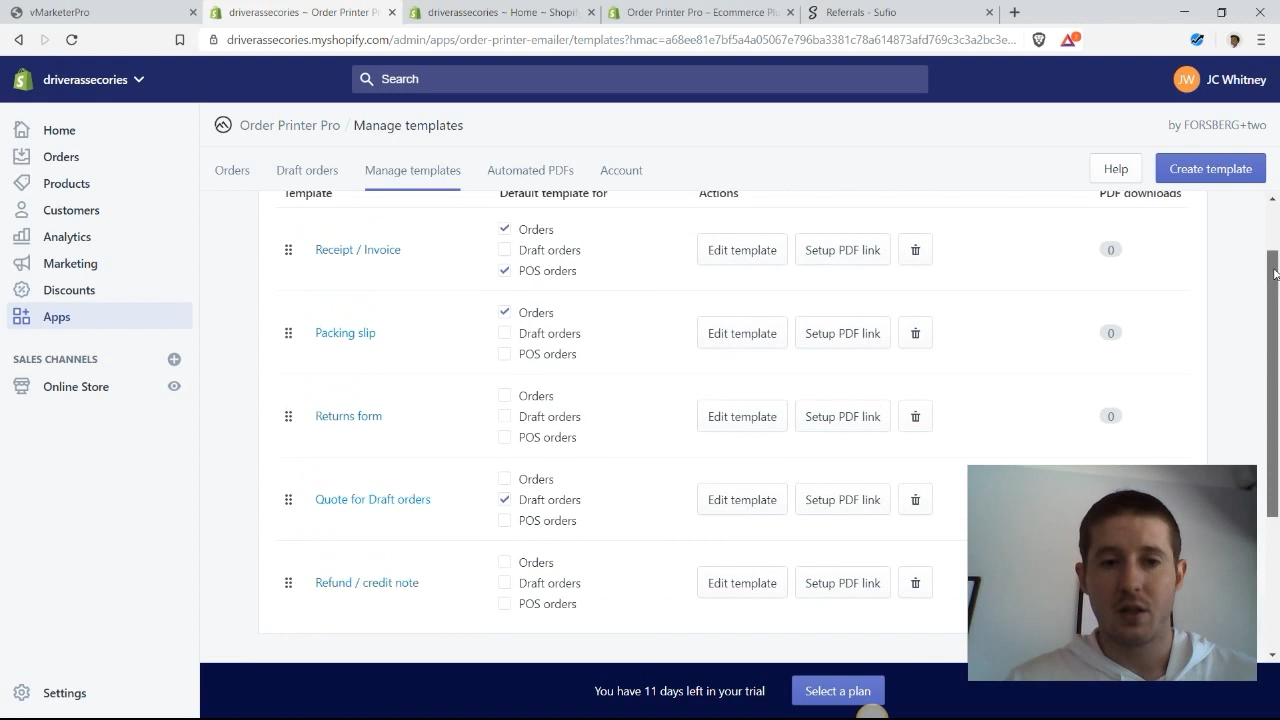 vMarketerPro
driverassecories ~ Order Printer P
driverassecories ~ Home ~ Shopif
Order Printer Pro – Ecommerce Plu
Referrals - Sufio
driverassecories.myshopify.com/admin/apps/order-printer-emailer/templates?hmac=a68ee81e7bf5a4a05067e796ba3381c78a614873afd769c3c3a2bc3e...
driverassecories
Search
JW
JC Whitney
Home
Orders
Products
Customers
Analytics
Marketing
Discounts
Apps
SALES CHANNELS
Online Store
Settings
Order Printer Pro / Manage templates
by FORSBERG+two
Orders
Draft orders
Manage templates
Automated PDFs
Account
Help
Create template
Template
Default template for
Actions
PDF downloads
Receipt / Invoice
Orders
Draft orders
POS orders
Edit template
Setup PDF link
0
Packing slip
Orders
Draft orders
POS orders
Edit template
Setup PDF link
0
Returns form
Orders
Draft orders
POS orders
Edit template
Setup PDF link
0
Quote for Draft orders
Orders
Draft orders
POS orders
Edit template
Setup PDF link
Refund / credit note
Orders
Draft orders
POS orders
Edit template
Setup PDF link
You have 11 days left in your trial
Select a plan